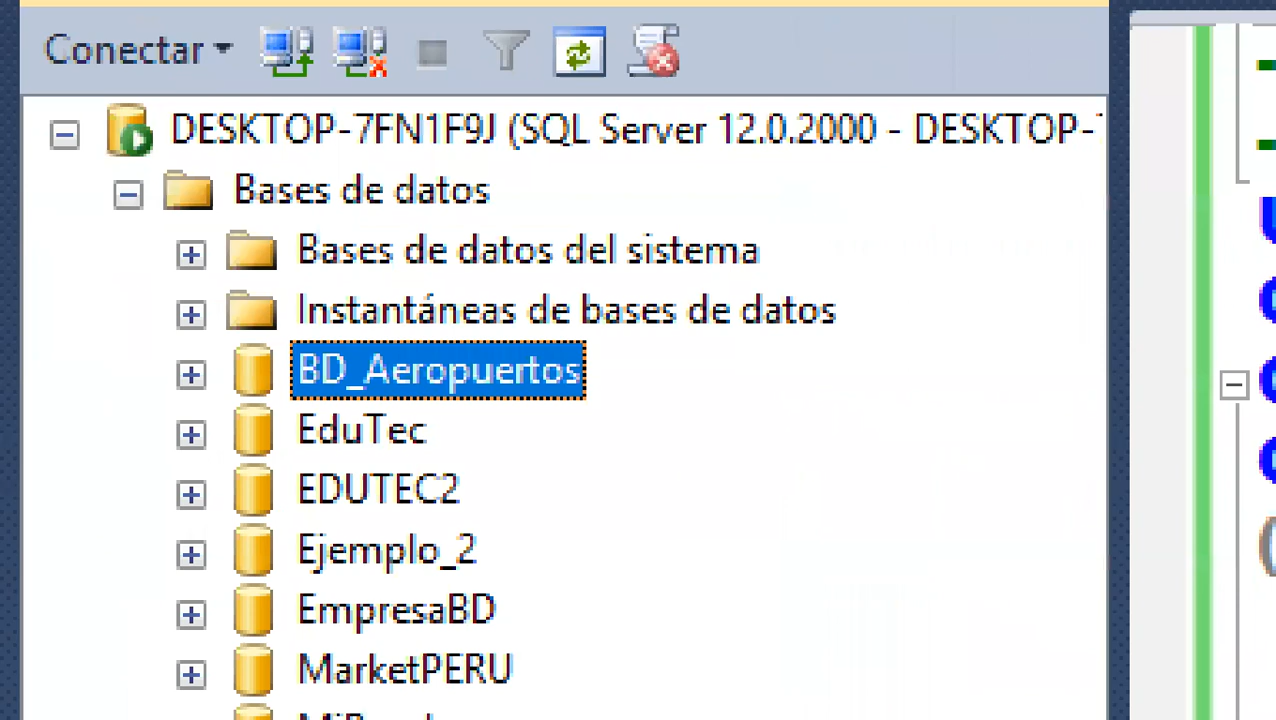 Conectar
DESKTOP-7FN1F9J (SQL Server 12.0.2000 - DESKTOP-
Bases de datos
Bases de datos del sistema
Instantáneas de bases de datos
BD_Aeropuertos
EduTec
EDUTEC2
Ejemplo_2
EmpresaBD
MarketPERU